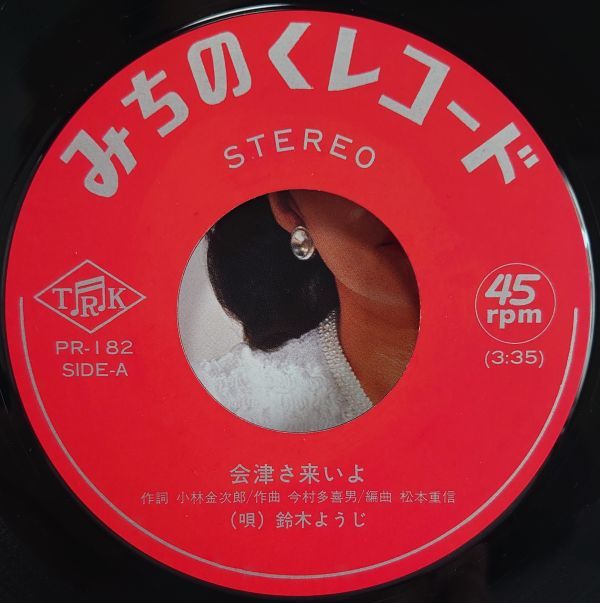 みちのくレコード
STEREO
TRK
PR-182
SIDE-A
45
rpm
(3:35)
会津さ来いよ
作詞 小林金次郎/作曲 今村多喜男/編曲 松本重信
(唄) 鈴木ようじ